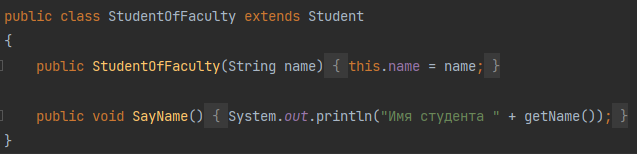 public class StudentOfFaculty extends Student
{
public StudentOfFaculty(String name) { this.name = name; }
public void SayName() { System.out.println("Имя студента " + getName()); }
}